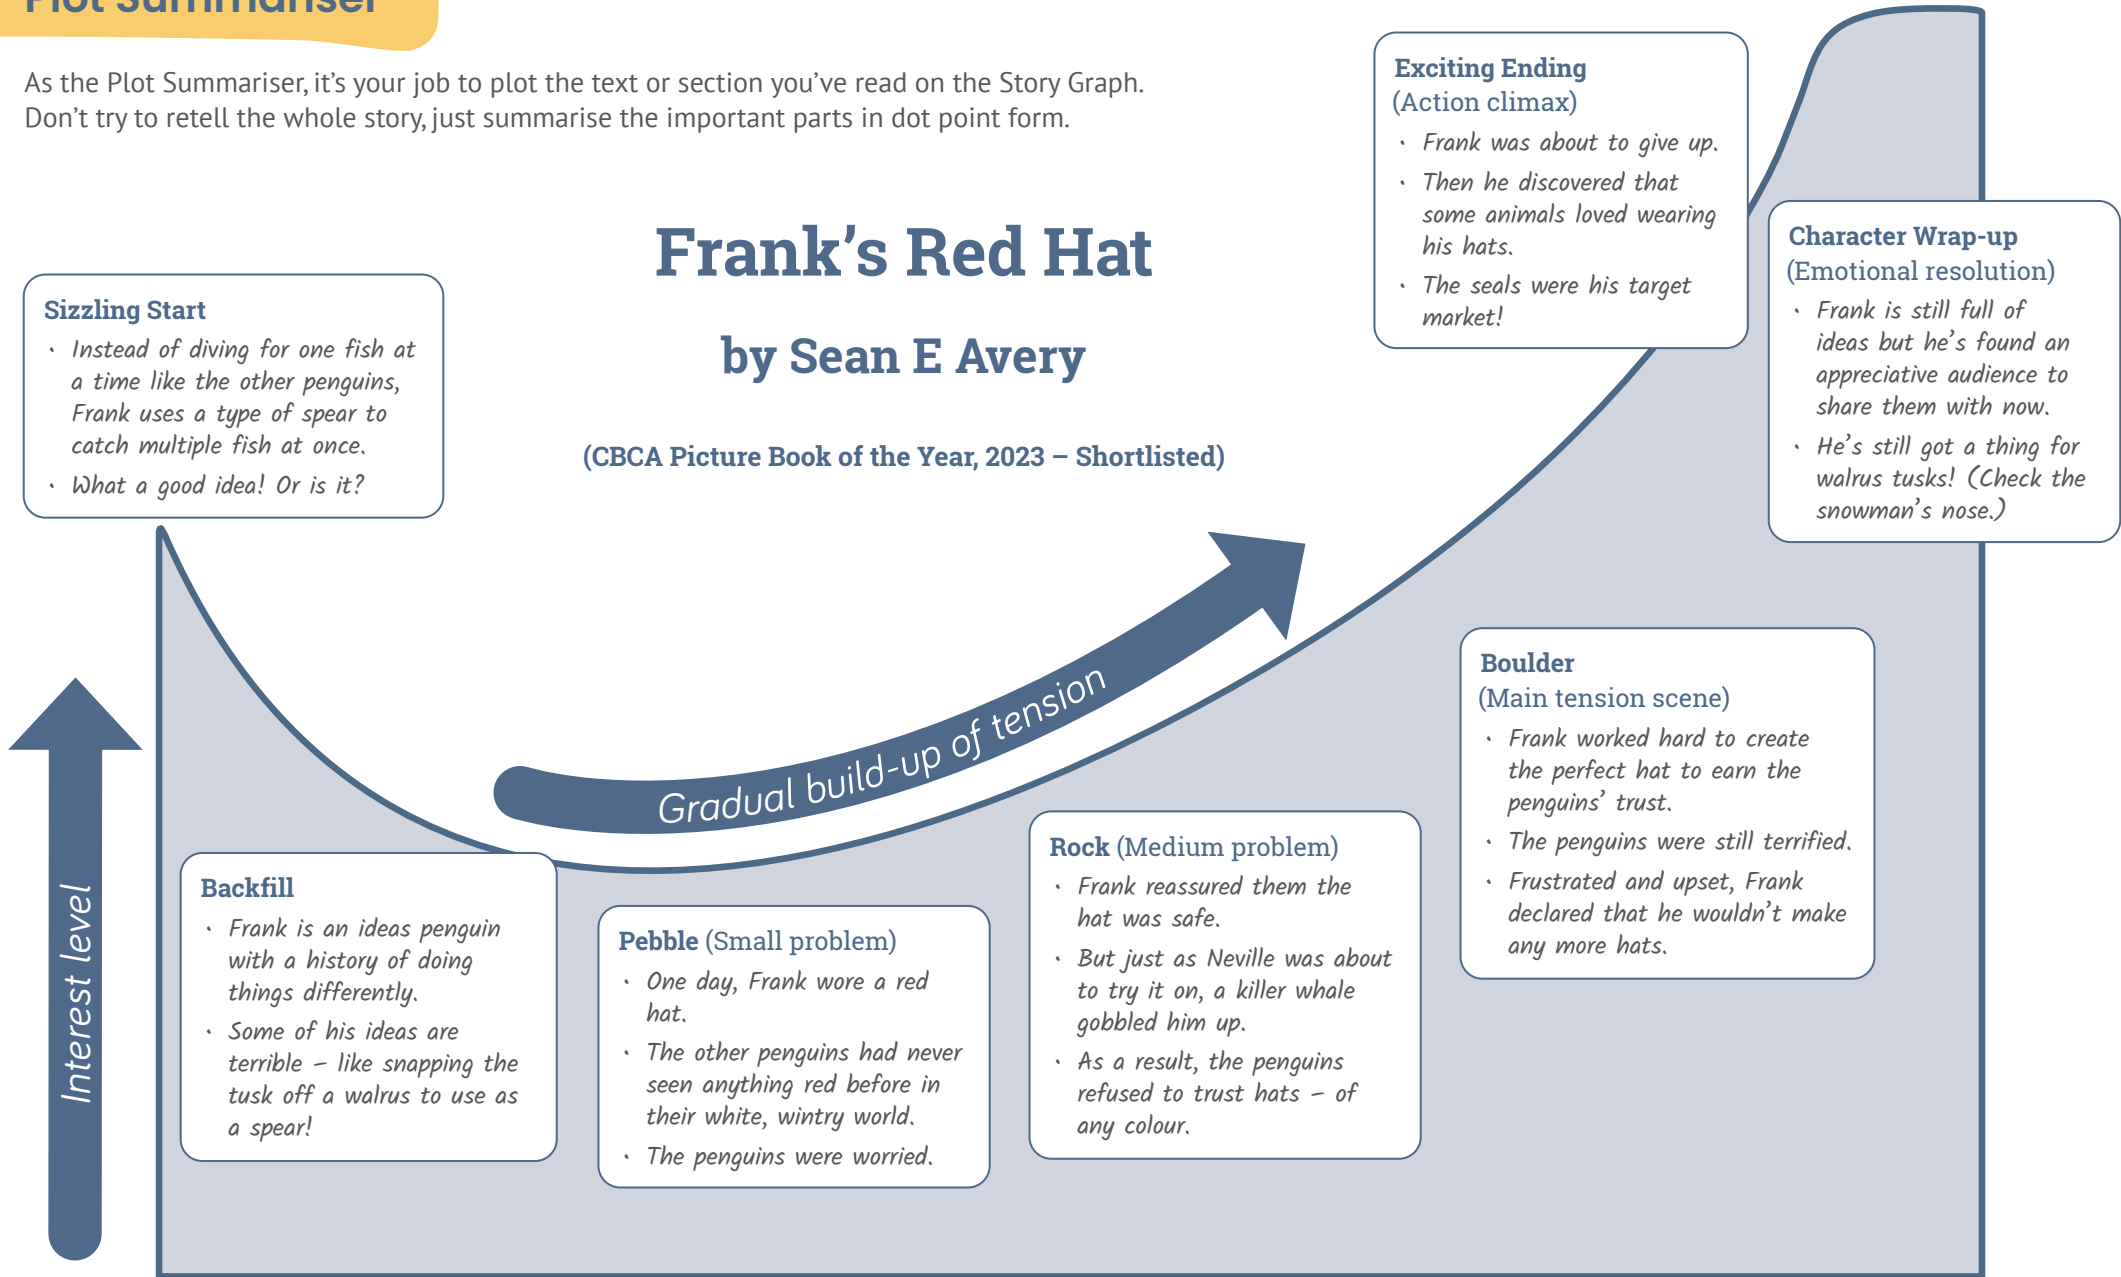 Plot Summariser
As the Plot Summariser, it's your job to plot the text or section you've read on the Story Graph.
Don't try to retell the whole story, just summarise the important parts in dot point form.
Frank's Red Hat
by Sean E Avery
(CBCA Picture Book of the Year, 2023 – Shortlisted)
Sizzling Start
· Instead of diving for one fish at
a time like the other penguins,
Frank uses a type of spear to
catch multiple fish at once.
· What a good idea! Or is it?
Backfill
· Frank is an ideas penguin
with a history of doing
things differently.
· Some of his ideas are
terrible – like snapping the
tusk off a walrus to use as
a spear!
Pebble (Small problem)
· One day, Frank wore a red
hat.
· The other penguins had never
seen anything red before in
their white, wintry world.
· The penguins were worried.
Rock (Medium problem)
· Frank reassured them the
hat was safe.
· But just as Neville was about
to try it on, a killer whale
gobbled him up.
· As a result, the penguins
refused to trust hats – of
any colour.
Boulder
(Main tension scene)
· Frank worked hard to create
the perfect hat to earn the
penguins' trust.
· The penguins were still terrified.
· Frustrated and upset, Frank
declared that he wouldn't make
any more hats.
Exciting Ending
(Action climax)
· Frank was about to give up.
· Then he discovered that
some animals loved wearing
his hats.
· The seals were his target
market!
Character Wrap-up
(Emotional resolution)
· Frank is still full of
ideas but he's found an
appreciative audience to
share them with now.
· He's still got a thing for
walrus tusks! (Check the
snowman's nose.)
Gradual build-up of tension
Interest level